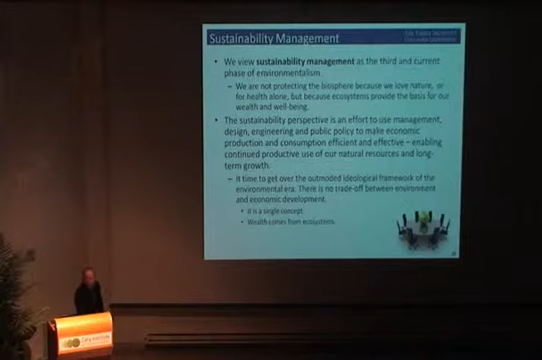 Sustainability Management
• We view sustainability management as the third and current
phase of environmentalism.
– We are not protecting the biosphere because we love nature, or
for health alone, but because ecosystems provide the basis for our
wealth and well-being.
• The sustainability perspective is an effort to use management,
design, engineering and public policy to make economic
production and consumption efficient and effective – enabling
continued productive use of our natural resources and long-
term growth.
– It time to get over the outmoded ideological framework of the
environmental era. There is no trade-off between environment
and economic development.
• It is a single concept.
• Wealth comes from ecosystems.